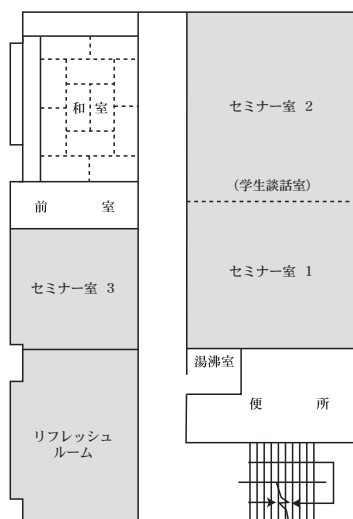 和 室
セミナー室 2
(学生談話室)
前 室
セミナー室 1
セミナー室 3
湯沸室
便 所
リフレッシュ
ルーム